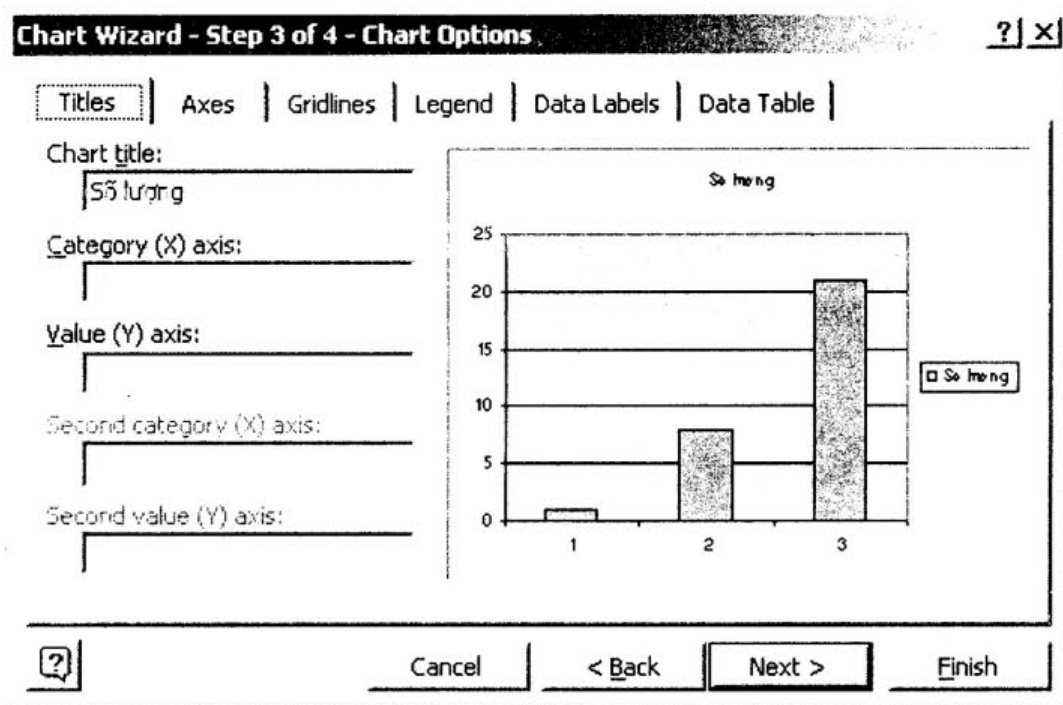 Chart Wizard - Step 3 of 4 - Chart Options
? ×
Titles Axes Gridlines Legend Data Labels Data Table
Chart title:
Số lượng
Category (X) axis:
Value (Y) axis:
Second category (X) axis:
Second value (Y) axis:
25
20
15
10
5
0
1 2 3
? Cancel < Back Next > Finish